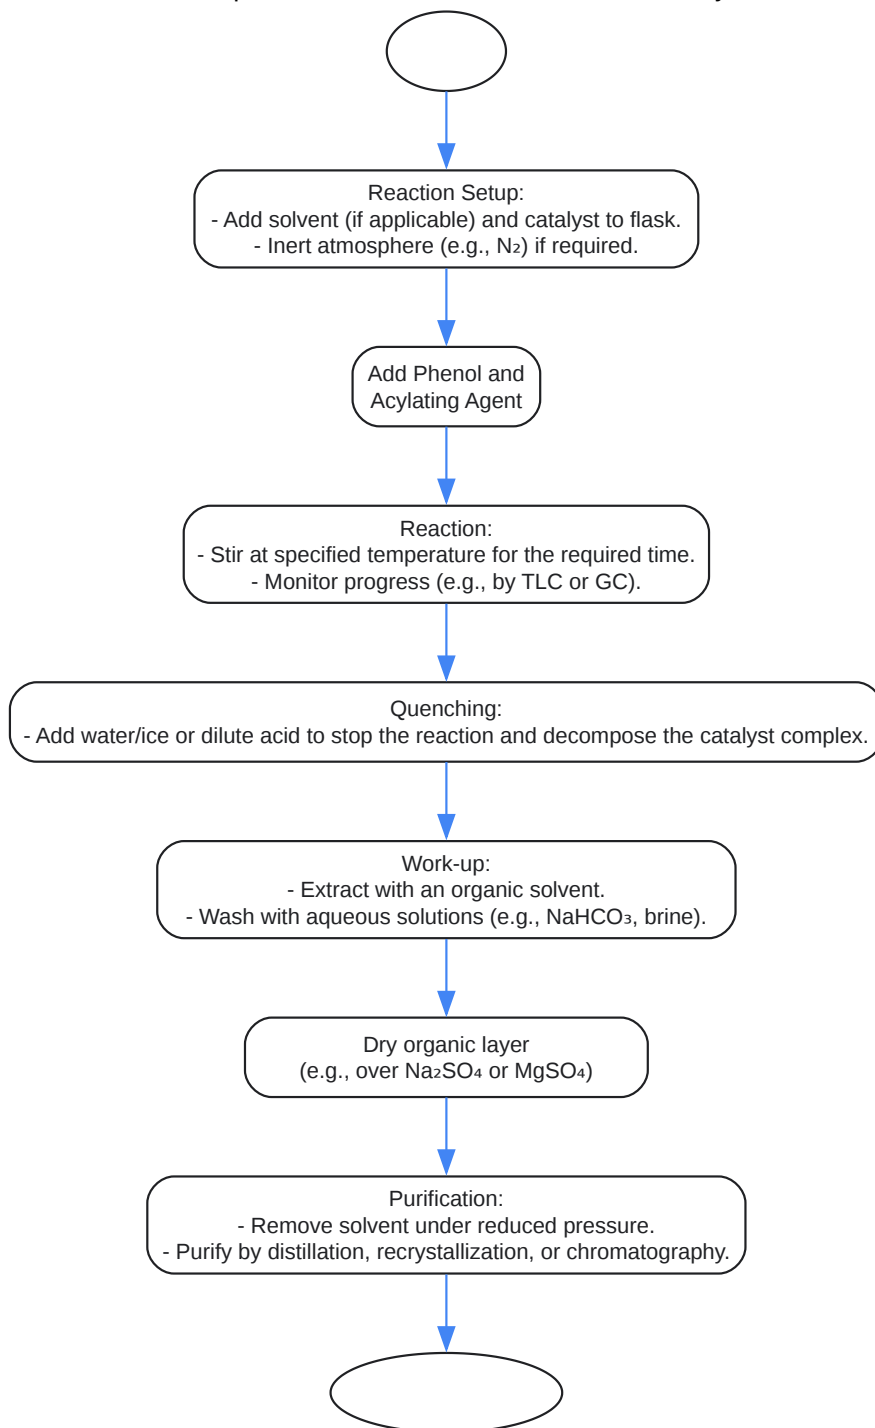 Reaction Setup:
- Add solvent (if applicable) and catalyst to flask.
- Inert atmosphere (e.g., N₂) if required.
Add Phenol and
Acylating Agent
Reaction:
- Stir at specified temperature for the required time.
- Monitor progress (e.g., by TLC or GC).
Quenching:
- Add water/ice or dilute acid to stop the reaction and decompose the catalyst complex.
Work-up:
- Extract with an organic solvent.
- Wash with aqueous solutions (e.g., NaHCO₃, brine).
Dry organic layer
(e.g., over Na₂SO₄ or MgSO₄)
Purification:
- Remove solvent under reduced pressure.
- Purify by distillation, recrystallization, or chromatography.